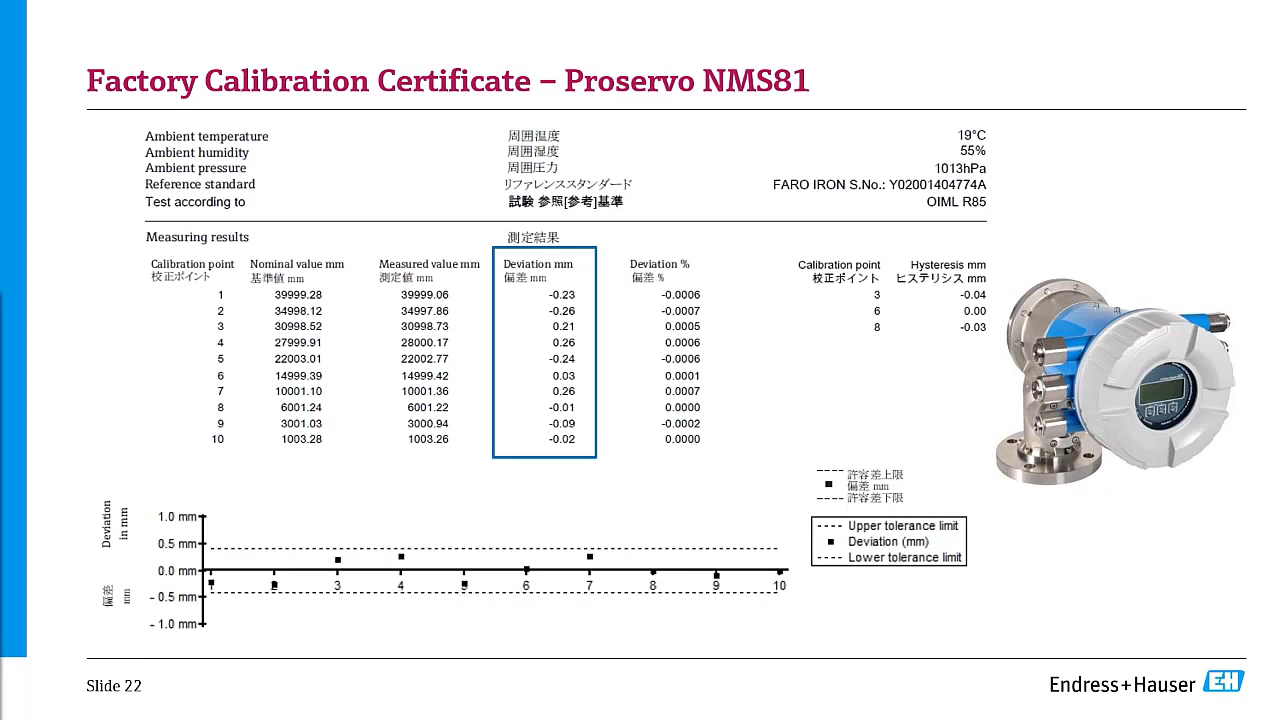 Factory Calibration Certificate – Proservo NMS81
Ambient temperature 周囲温度 19°C
Ambient humidity 周囲湿度 55%
Ambient pressure 周囲圧力 1013hPa
Reference standard リファレンススタンダード FARO IRON S.No.: Y02001404774A
Test according to 試験 参照[参考]基準 OIML R85
Measuring results 測定結果
Calibration point Nominal value mm Measured value mm Deviation mm Deviation % Calibration point Hysteresis mm
校正ポイント 基準値 mm 測定値 mm 偏差 mm 偏差 % 校正ポイント ヒステリシス mm
1 39999.28 39999.06 -0.23 -0.0006 3 -0.04
2 34998.12 34997.86 -0.26 -0.0007 6 0.00
3 30998.52 30998.73 0.21 0.0005 8 -0.03
4 27999.91 28000.17 0.26 0.0006
5 22003.01 22002.77 -0.24 -0.0006
6 14999.39 14999.42 0.03 0.0001
7 10001.10 10001.36 0.26 0.0007
8 6001.24 6001.22 -0.01 0.0000
9 3001.03 3000.94 -0.09 -0.0002
10 1003.28 1003.26 -0.02 0.0000
許容差上限
偏差 mm
許容差下限
Upper tolerance limit
Deviation (mm)
Lower tolerance limit
Deviation
in mm
偏差
mm
1.0 mm
0.5 mm
0.0 mm
- 0.5 mm
- 1.0 mm
1 2 3 4 5 6 7 8 9 10
Slide 22
Endress+Hauser EH